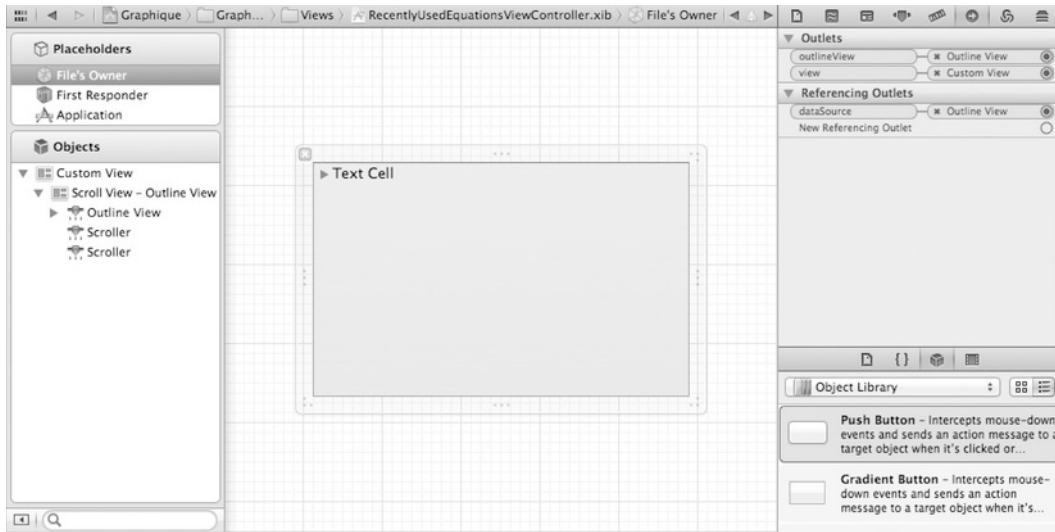 Graphique Graph... Views RecentlyUsedEquationsViewController.xib File's Owner
Placeholders
File's Owner
First Responder
Application
Objects
Custom View
Scroll View - Outline View
Outline View
Scroller
Scroller
Text Cell
Outlets
outlineView Outline View
view Custom View
Referencing Outlets
dataSource Outline View
New Referencing Outlet
{}
Object Library
Push Button - Intercepts mouse-down
events and sends an action message to a
target object when it's clicked or...
Gradient Button - Intercepts mouse-
down events and sends an action
message to a target object when it's...